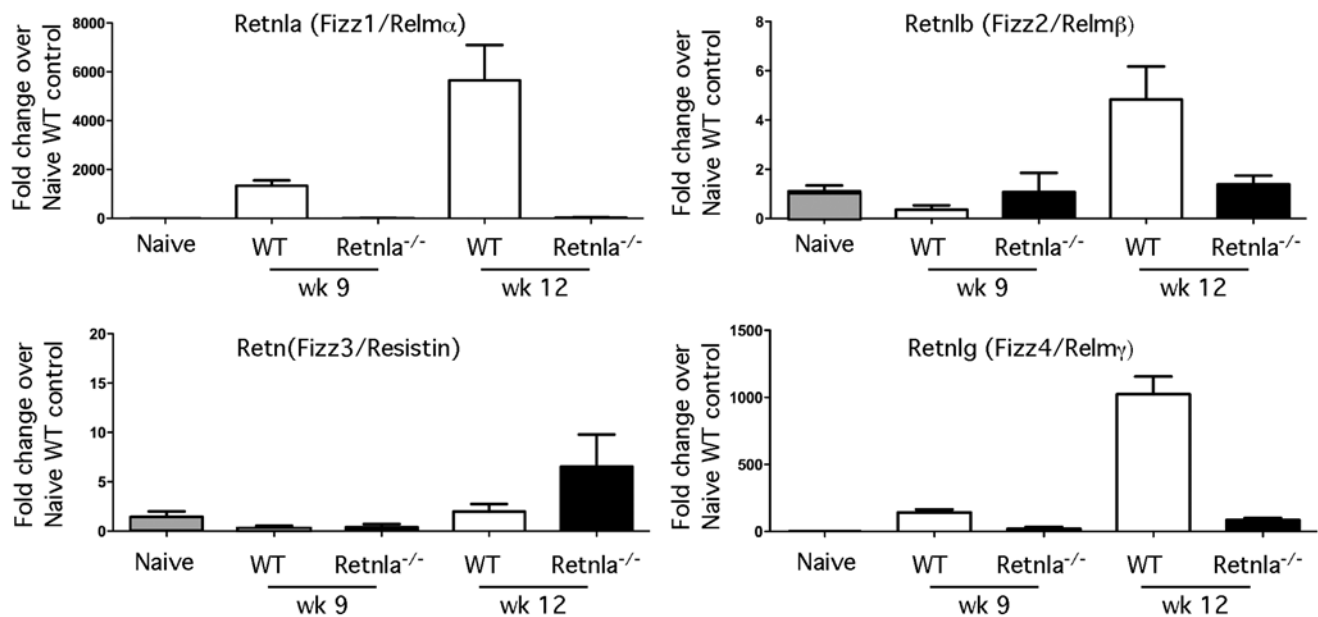 Retnla (Fizz1/Relmα)
Fold change over
Naive WT control
8000
6000
4000
2000
0
Naive WT Retnla⁻/⁻ WT Retnla⁻/⁻
wk 9 wk 12
Retnlb (Fizz2/Relmβ)
Fold change over
Naive WT control
8
6
4
2
0
Naive WT Retnla⁻/⁻ WT Retnla⁻/⁻
wk 9 wk 12
Retn(Fizz3/Resistin)
Fold change over
Naive WT control
20
15
10
5
0
Naive WT Retnla⁻/⁻ WT Retnla⁻/⁻
wk 9 wk 12
Retnlg (Fizz4/Relmγ)
Fold change over
Naive WT control
1500
1000
500
0
Naive WT Retnla⁻/⁻ WT Retnla⁻/⁻
wk 9 wk 12